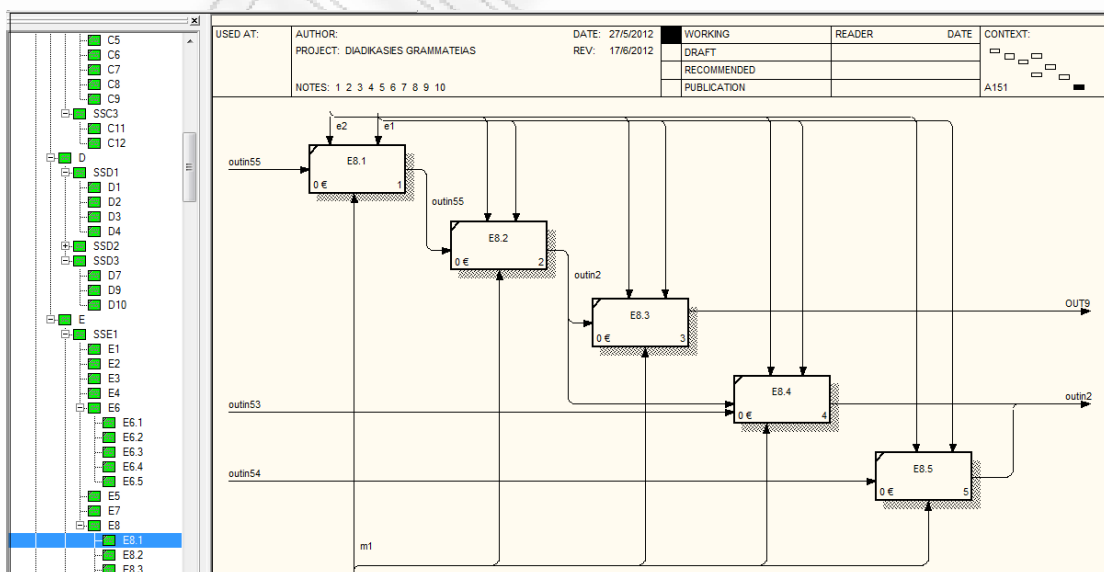 C5
C6
C7
C8
C9
SSC3
C11
C12
D
SSD1
D1
D2
D3
D4
SSD2
SSD3
D7
D9
D10
E
SSE1
E1
E2
E3
E4
E6
E6.1
E6.2
E6.3
E6.4
E6.5
E5
E7
E8
E8.1
E8.2
E8.3
USED AT:
AUTHOR:
DATE: 27/5/2012
PROJECT: DIADIKASIES GRAMMATEIAS
REV: 17/6/2012
NOTES: 1 2 3 4 5 6 7 8 9 10
WORKING
DRAFT
RECOMMENDED
PUBLICATION
READER DATE
CONTEXT:
A151
e2 e1
outin55
E8.1
0 € 1
outin55
E8.2
0 € 2
outin2
E8.3
0 € 3
OUT9
E8.4
0 € 4
outin2
outin53
E8.5
0 € 5
outin54
m1